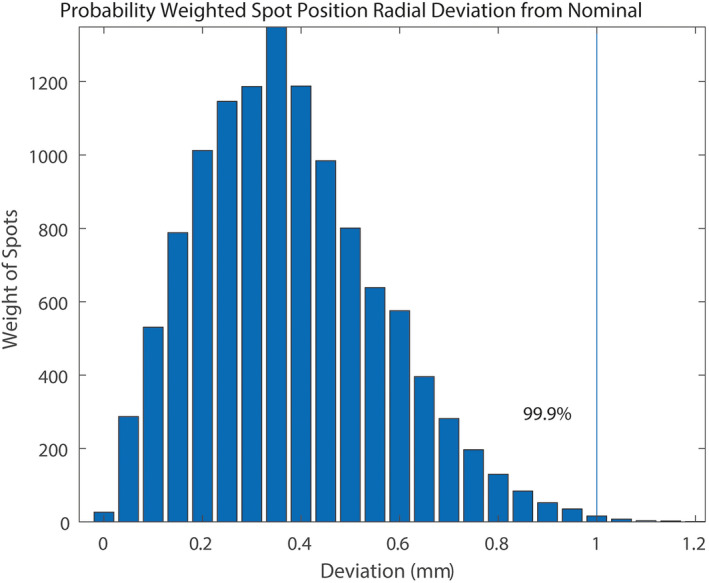 Probability Weighted Spot Position Radial Deviation from Nominal
Weight of Spots
1200
1000
800
600
400
200
0
99.9%
0 0.2 0.4 0.6 0.8 1 1.2
Deviation (mm)